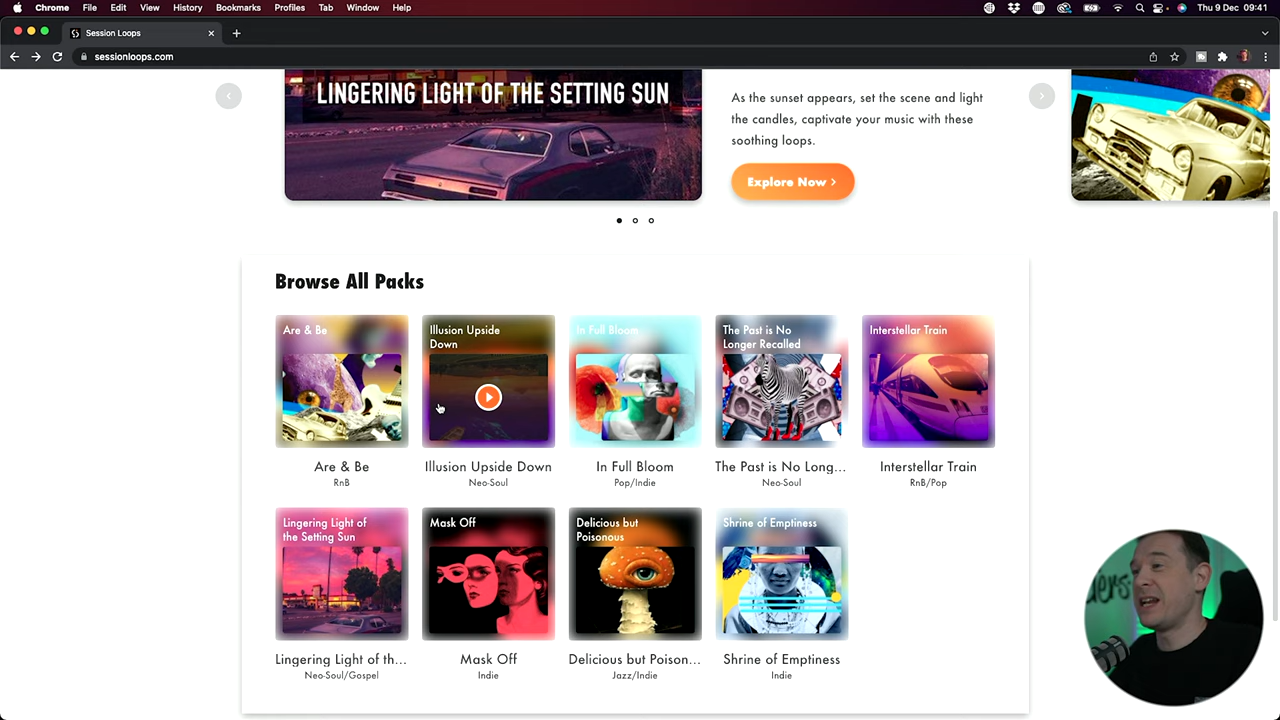 Chrome File Edit View History Bookmarks Profiles Tab Window Help Thu 9 Dec 09:41
Session Loops
sessionloops.com
LINGERING LIGHT OF THE SETTING SUN
As the sunset appears, set the scene and light
the candles, captivate your music with these
soothing loops.
Explore Now
Browse All Packs
Are & Be
Illusion Upside
Down
In Full Bloom
The Past is No
Longer Recalled
Interstellar Train
Are & Be
RnB
Illusion Upside Down
Neo-Soul
In Full Bloom
Pop/Indie
The Past is No Long...
Neo-Soul
Interstellar Train
RnB/Pop
Lingering Light of
the Setting Sun
Mask Off
Delicious but
Poisonous
Shrine of Emptiness
Lingering Light of th...
Neo-Soul/Gospel
Mask Off
Indie
Delicious but Poison...
Jazz/Indie
Shrine of Emptiness
Indie